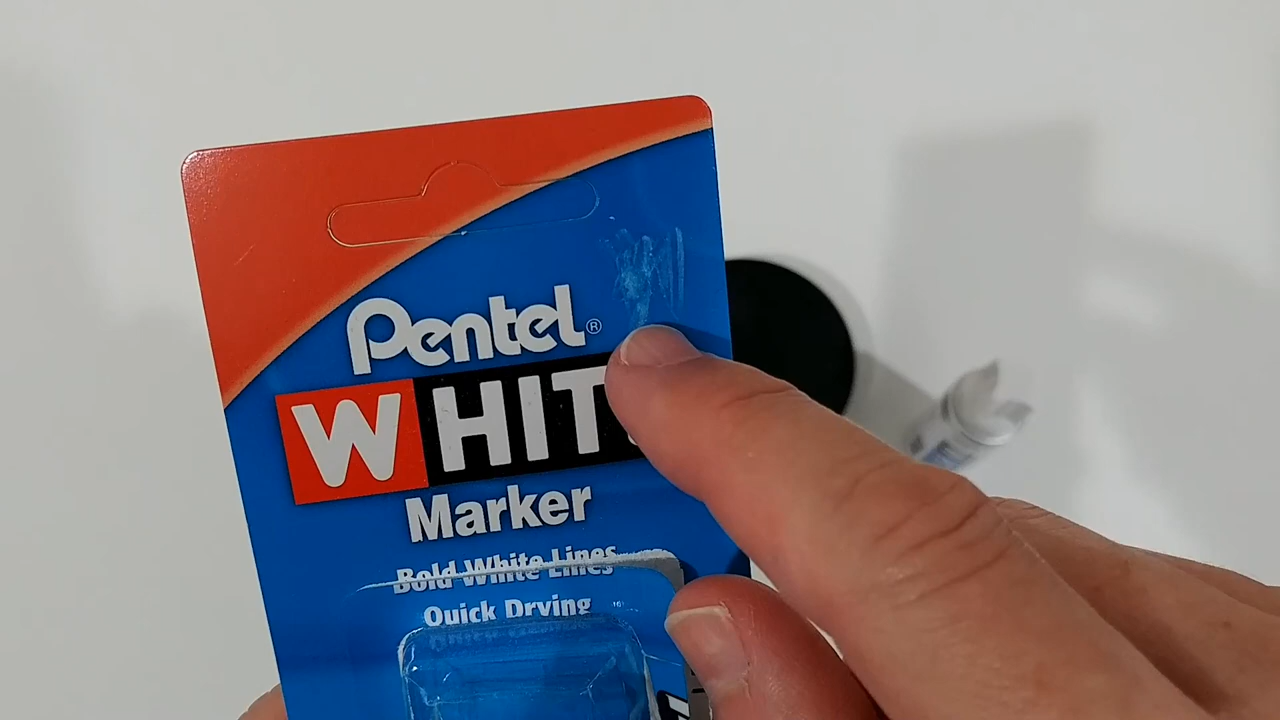 Pentel®
WHIT
Marker
Bold White Lines
Quick Drying